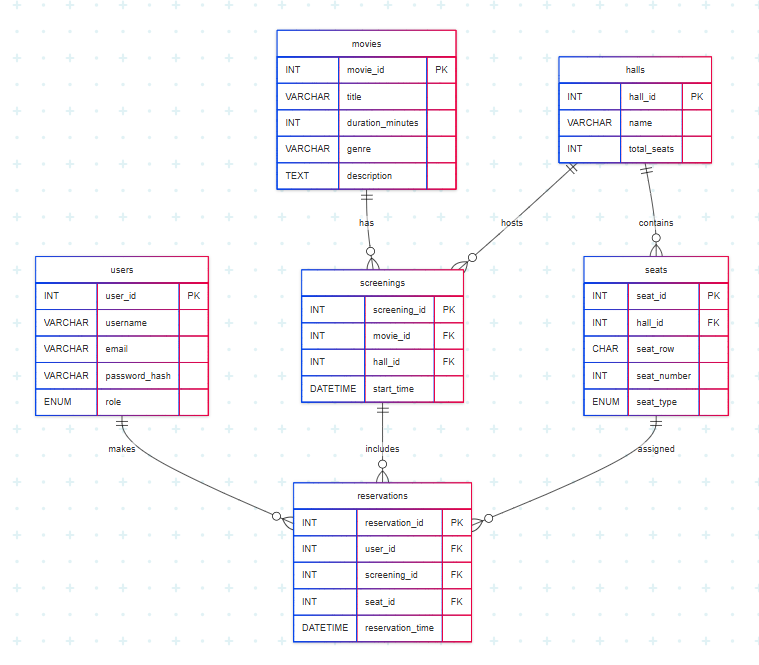 movies
INT movie_id PK
VARCHAR title
INT duration_minutes
VARCHAR genre
TEXT description
halls
INT hall_id PK
VARCHAR name
INT total_seats
has
hosts
contains
users
INT user_id PK
VARCHAR username
VARCHAR email
VARCHAR password_hash
ENUM role
screenings
INT screening_id PK
INT movie_id FK
INT hall_id FK
DATETIME start_time
seats
INT seat_id PK
INT hall_id FK
CHAR seat_row
INT seat_number
ENUM seat_type
makes
includes
assigned
reservations
INT reservation_id PK
INT user_id FK
INT screening_id FK
INT seat_id FK
DATETIME reservation_time